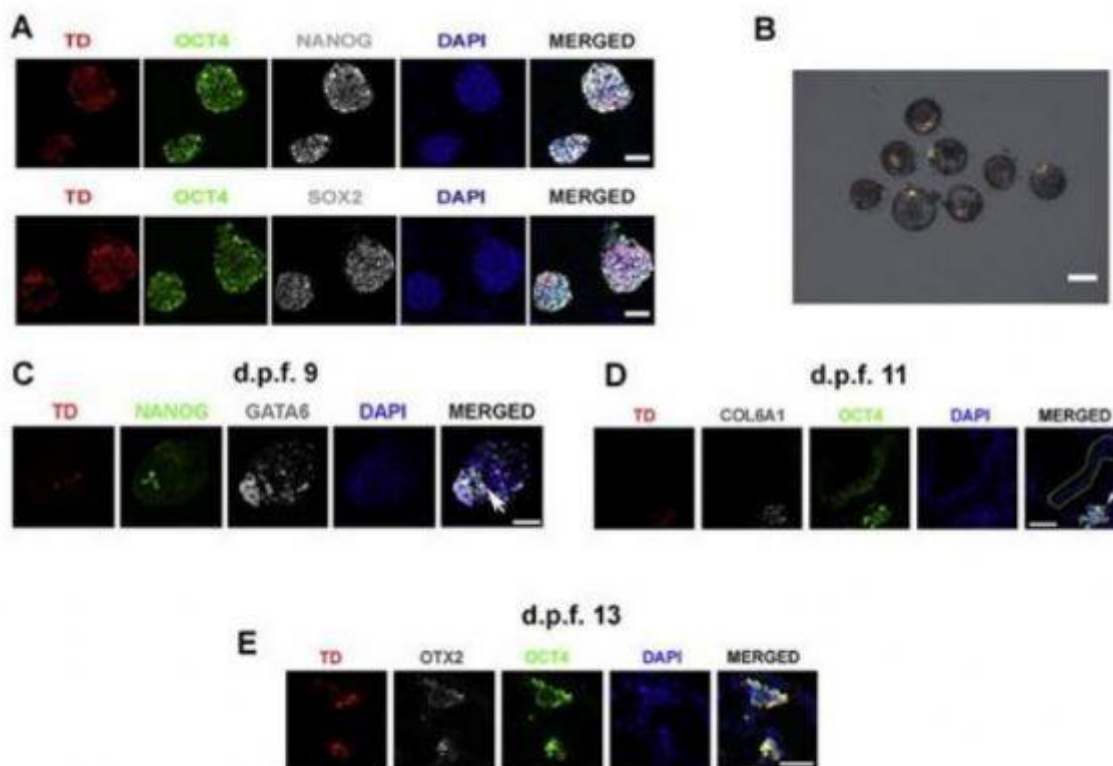 A
TD OCT4 NANOG DAPI MERGED
TD OCT4 SOX2 DAPI MERGED
B
C
d.p.f. 9
TD NANOG GATA6 DAPI MERGED
D
d.p.f. 11
TD COL6A1 OCT4 DAPI MERGED
d.p.f. 13
E
TD OTX2 OCT4 DAPI MERGED